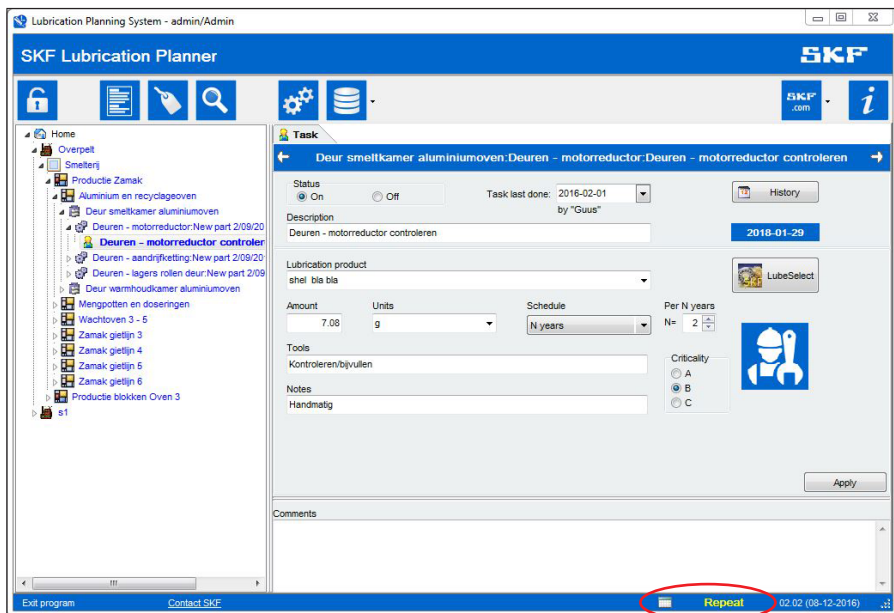 Lubrication Planning System - admin/Admin
SKF Lubrication Planner
SKF
SKF
.com
i
Home
Overpelt
Smelterij
Productie Zamak
Aluminium en recyclageoven
Deur smeltkamer aluminiumoven
Deuren - motorreductor:New part 2/09/20
Deuren - motorreductor controler
Deuren - aandrijfketting:New part 2/09/20
Deuren - lagers rollen deur:New part 2/09
Deur warmhoudkamer aluminiumoven
Mengpotten en doseringen
Wachtoven 3 - 5
Zamak gietlijn 3
Zamak gietlijn 4
Zamak gietlijn 5
Zamak gietlijn 6
Productie blokken Oven 3
s1
Task
Deur smeltkamer aluminiumoven:Deuren - motorreductor:Deuren - motorreductor controleren
Status
On
Off
Task last done:
2016-02-01
by "Guus"
History
Description
Deuren - motorreductor controleren
2018-01-29
Lubrication product
shel bla bla
LubeSelect
Amount
Units
Schedule
Per N years
7.08
g
N years
N=
2
Tools
Kontroleren/bijvullen
Criticality
A
B
C
Notes
Handmatig
Apply
Comments
Exit program
Contact SKF
Repeat
02.02 (08-12-2016)